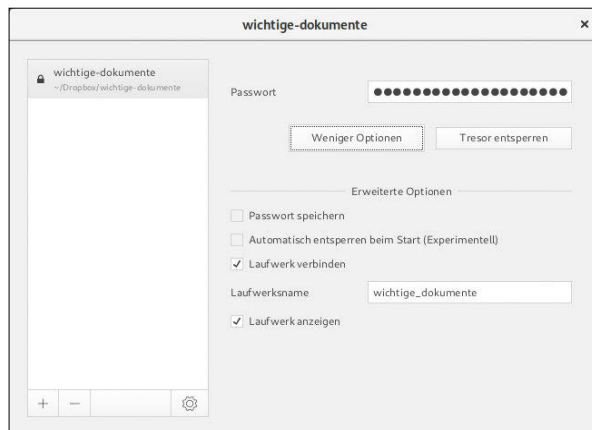 wichtige-dokumente
wichtige-dokumente
~/Dropbox/wichtige-dokumente
Passwort
Weniger Optionen
Tresor entsperren
Erweiterte Optionen
Passwort speichern
Automatisch entsperren beim Start (Experimentell)
Laufwerk verbinden
Laufwerksname
wichtige_dokumente
Laufwerk anzeigen